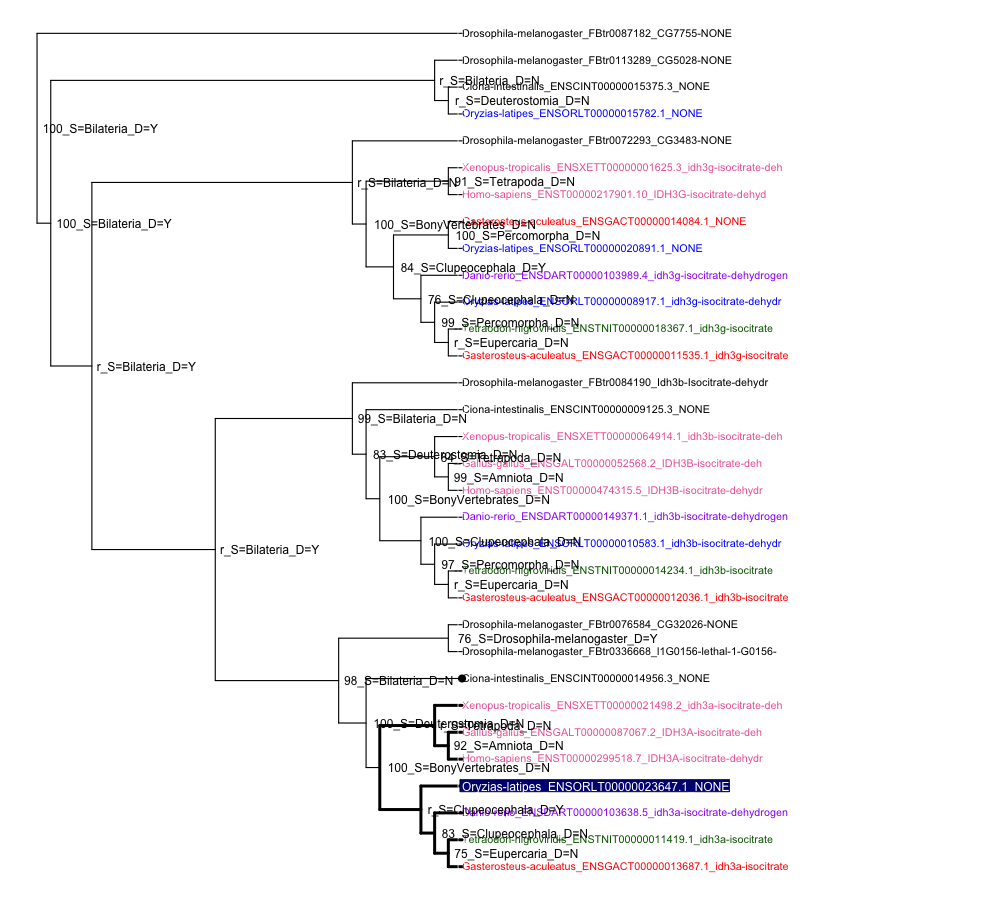 Drosophila-melanogaster_FBtr0087182_CG7755-NONE
Drosophila-melanogaster_FBtr0113289_CG5028-NONE
r_S=Bilateria_D=N
Ciona-intestinalis_ENSCINT00000015375.3_NONE
r_S=Deuterostomia_D=N
Oryzias-latipes_ENSORLT00000015782.1_NONE
100_S=Bilateria_D=Y
Drosophila-melanogaster_FBtr0072293_CG3483-NONE
Xenopus-tropicalis_ENSXETT00000001625.3_idh3g-isocitrate-deh
r_S=Bilateria_D=N
91_S=Tetrapoda_D=N
Homo-sapiens_ENST00000217901.10_IDH3G-isocitrate-dehyd
Gasterosteus-aculeatus_ENSGACT00000014084.1_NONE
100_S=Bilateria_D=Y
100_S=BonyVertebrates_D=N
100_S=Percomorpha_D=N
Oryzias-latipes_ENSORLT00000020891.1_NONE
84_S=Clupeocephala_D=Y
Danio-rerio_ENSDART00000103989.4_idh3g-isocitrate-dehydrogen
76_S=Clupeocephala_D=N
Oryzias-latipes_ENSORLT00000008917.1_idh3g-isocitrate-dehydr
99_S=Percomorpha_D=N
Tetraodon-nigroviridis_ENSTNIT00000018367.1_idh3g-isocitrate
r_S=Eupercaria_D=N
Gasterosteus-aculeatus_ENSGACT00000011535.1_idh3g-isocitrate
r_S=Bilateria_D=Y
Drosophila-melanogaster_FBtr0084190_Idh3b-Isocitrate-dehydr
Ciona-intestinalis_ENSCINT00000009125.3_NONE
99_S=Bilateria_D=N
Xenopus-tropicalis_ENSXETT00000064914.1_idh3b-isocitrate-deh
83_S=Deuterostomia_D=N
84_S=Tetrapoda_D=N
Gallus-gallus_ENSGALT00000052568.2_IDH3B-isocitrate-deh
99_S=Amniota_D=N
Homo-sapiens_ENST00000474315.5_IDH3B-isocitrate-dehydr
100_S=BonyVertebrates_D=N
Danio-rerio_ENSDART00000149371.1_idh3b-isocitrate-dehydrogen
100_S=Clupeocephala_D=N
Oryzias-latipes_ENSORLT00000010583.1_idh3b-isocitrate-dehydr
r_S=Bilateria_D=Y
97_S=Percomorpha_D=N
Tetraodon-nigroviridis_ENSTNIT00000014234.1_idh3b-isocitrate
r_S=Eupercaria_D=N
Gasterosteus-aculeatus_ENSGACT00000012036.1_idh3b-isocitrate
Drosophila-melanogaster_FBtr0076584_CG32026-NONE
76_S=Drosophila-melanogaster_D=Y
Drosophila-melanogaster_FBtr0336668_l1G0156-lethal-1-G0156-
98_S=Bilateria_D=N
Ciona-intestinalis_ENSCINT00000014956.3_NONE
Xenopus-tropicalis_ENSXETT00000021498.2_idh3a-isocitrate-deh
100_S=Deuterostomia_D=N
r_S=Tetrapoda_D=N
Gallus-gallus_ENSGALT00000087067.2_IDH3A-isocitrate-deh
92_S=Amniota_D=N
Homo-sapiens_ENST00000299518.7_IDH3A-isocitrate-dehydr
100_S=BonyVertebrates_D=N
Oryzias-latipes_ENSORLT00000023647.1_NONE
r_S=Clupeocephala_D=Y
Danio-rerio_ENSDART00000103638.5_idh3a-isocitrate-dehydrogen
83_S=Clupeocephala_D=N
Tetraodon-nigroviridis_ENSTNIT00000011419.1_idh3a-isocitrate
75_S=Eupercaria_D=N
Gasterosteus-aculeatus_ENSGACT00000013687.1_idh3a-isocitrate